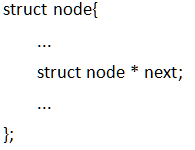 struct node{
...
struct node * next;
...
};